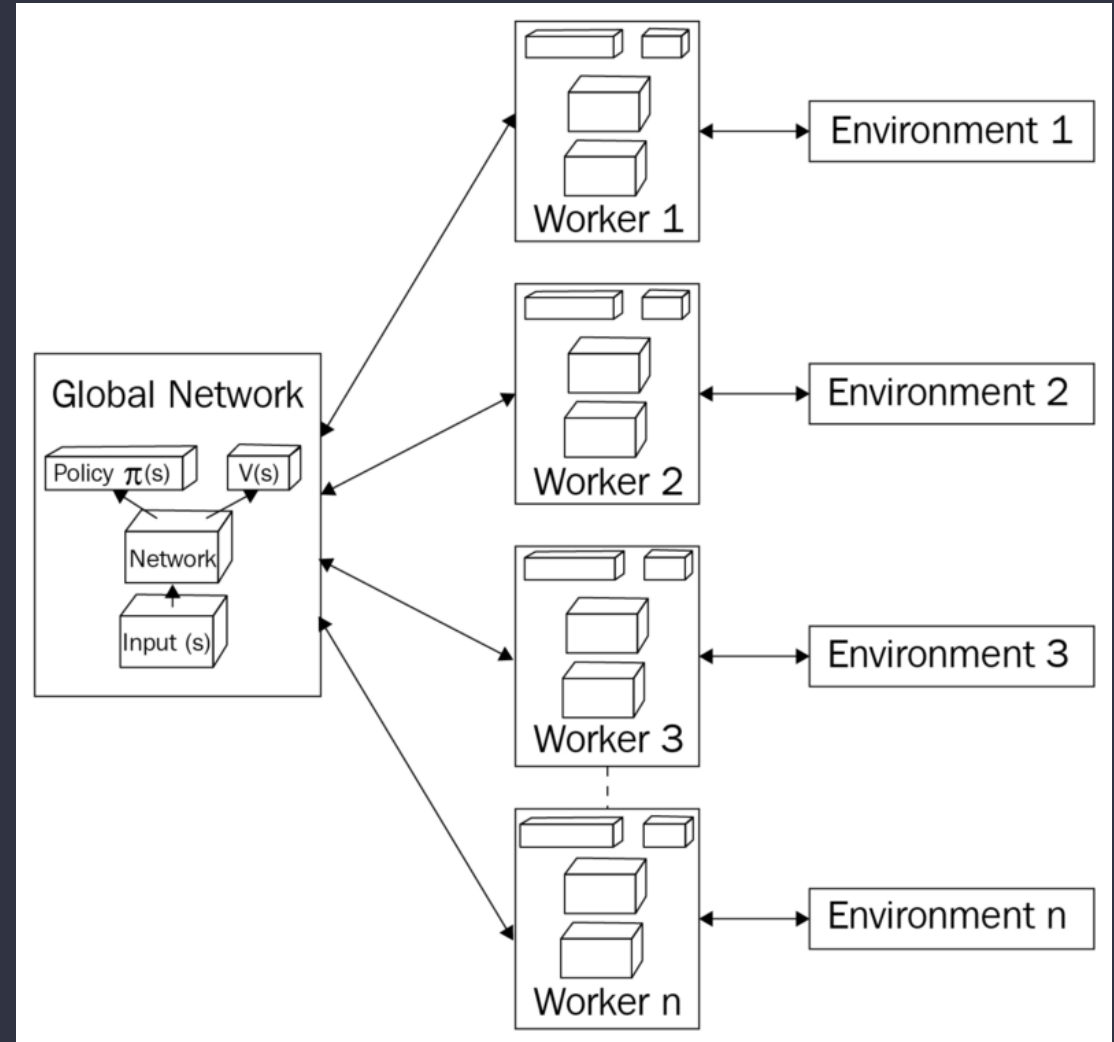 Global Network
Policy π(s)
V(s)
Network
Input (s)
Worker 1
Environment 1
Worker 2
Environment 2
Worker 3
Environment 3
Worker n
Environment n